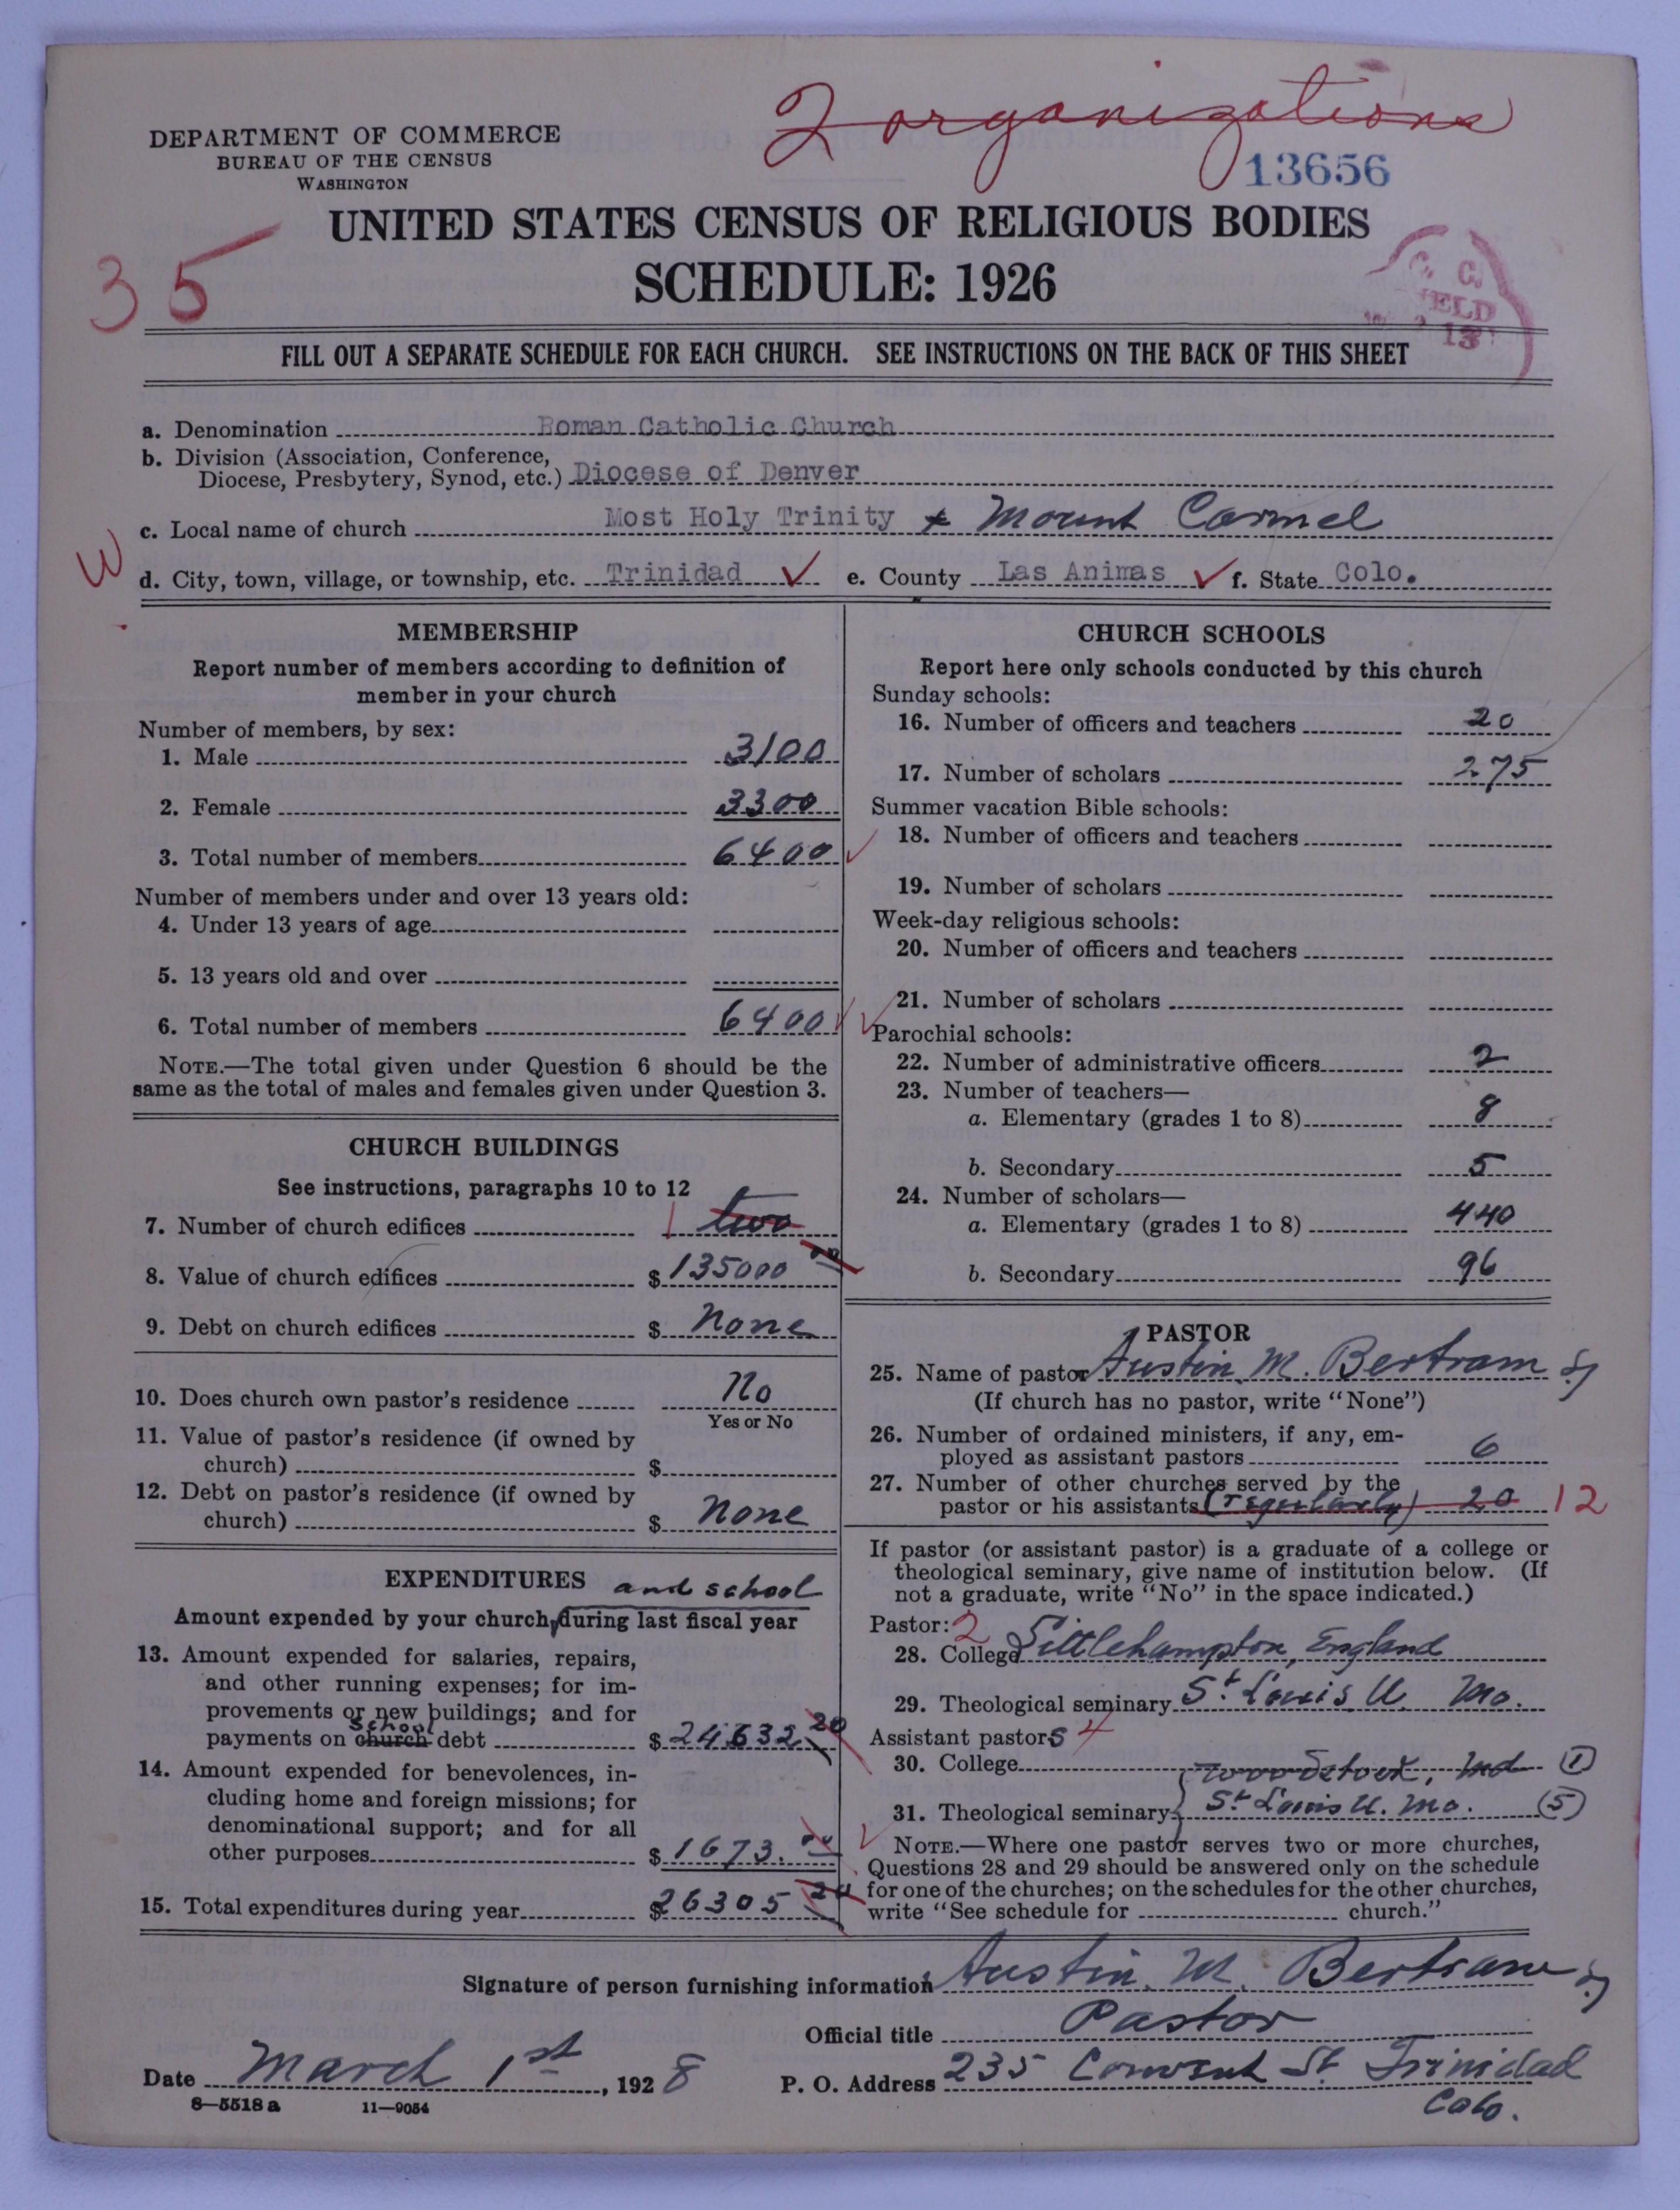 2 organizations
DEPARTMENT OF COMMERCE
BUREAU OF THE CENSUS
WASHINGTON
13656
UNITED STATES CENSUS OF RELIGIOUS BODIES
SCHEDULE: 1926
35
C. C.
13
FILL OUT A SEPARATE SCHEDULE FOR EACH CHURCH. SEE INSTRUCTIONS ON THE BACK OF THIS SHEET
a. Denomination Roman Catholic Church
b. Division (Association, Conference,
Diocese, Presbytery, Synod, etc.) Diocese of Denver
c. Local name of church Most Holy Trinity & Mount Carmel
W
d. City, town, village, or township, etc. Trinidad ✓ e. County Las Animas ✓ f. State Colo.
MEMBERSHIP
Report number of members according to definition of
member in your church
Number of members, by sex:
1. Male 3100
2. Female 3300
3. Total number of members 6400 ✓
Number of members under and over 13 years old:
4. Under 13 years of age
5. 13 years old and over
6. Total number of members 6400 ✓
NOTE.—The total given under Question 6 should be the
same as the total of males and females given under Question 3.
CHURCH BUILDINGS
See instructions, paragraphs 10 to 12
7. Number of church edifices 1 two
8. Value of church edifices $ 135000 00
9. Debt on church edifices $ None
10. Does church own pastor's residence No
Yes or No
11. Value of pastor's residence (if owned by
church) $
12. Debt on pastor's residence (if owned by
church) $ None
EXPENDITURES and school
Amount expended by your church, during last fiscal year
13. Amount expended for salaries, repairs,
and other running expenses; for im-
provements or new buildings; and for
school
payments on church debt $ 24632 20
14. Amount expended for benevolences, in-
cluding home and foreign missions; for
denominational support; and for all
other purposes $ 1673. 00
15. Total expenditures during year $ 26305 20
CHURCH SCHOOLS
Report here only schools conducted by this church
Sunday schools:
16. Number of officers and teachers 20
17. Number of scholars 275
Summer vacation Bible schools:
18. Number of officers and teachers
19. Number of scholars
Week-day religious schools:
20. Number of officers and teachers
21. Number of scholars
✓ Parochial schools:
22. Number of administrative officers 2
23. Number of teachers—
a. Elementary (grades 1 to 8) 8
b. Secondary 5
24. Number of scholars—
a. Elementary (grades 1 to 8) 440
b. Secondary 96
PASTOR
25. Name of pastor Austin. M. Bertram sj
(If church has no pastor, write "None")
26. Number of ordained ministers, if any, em-
ployed as assistant pastors 6
27. Number of other churches served by the
pastor or his assistants (regularly) 20 12
If pastor (or assistant pastor) is a graduate of a college or
theological seminary, give name of institution below. (If
not a graduate, write "No" in the space indicated.)
Pastor: 2
28. College Littlehampton, England
29. Theological seminary St. Louis U. Mo.
Assistant pastors 4
30. College Woodstock, Md (1)
31. Theological seminary St Louis U. Mo. (5)
✓ NOTE.—Where one pastor serves two or more churches,
Questions 28 and 29 should be answered only on the schedule
for one of the churches; on the schedules for the other churches,
write "See schedule for church."
Signature of person furnishing information Austin. M. Bertram sj
Official title Pastor
Date March 1st, 1928 P. O. Address 235 Convent St. Trinidad
Colo.
8—5518 a 11—9054